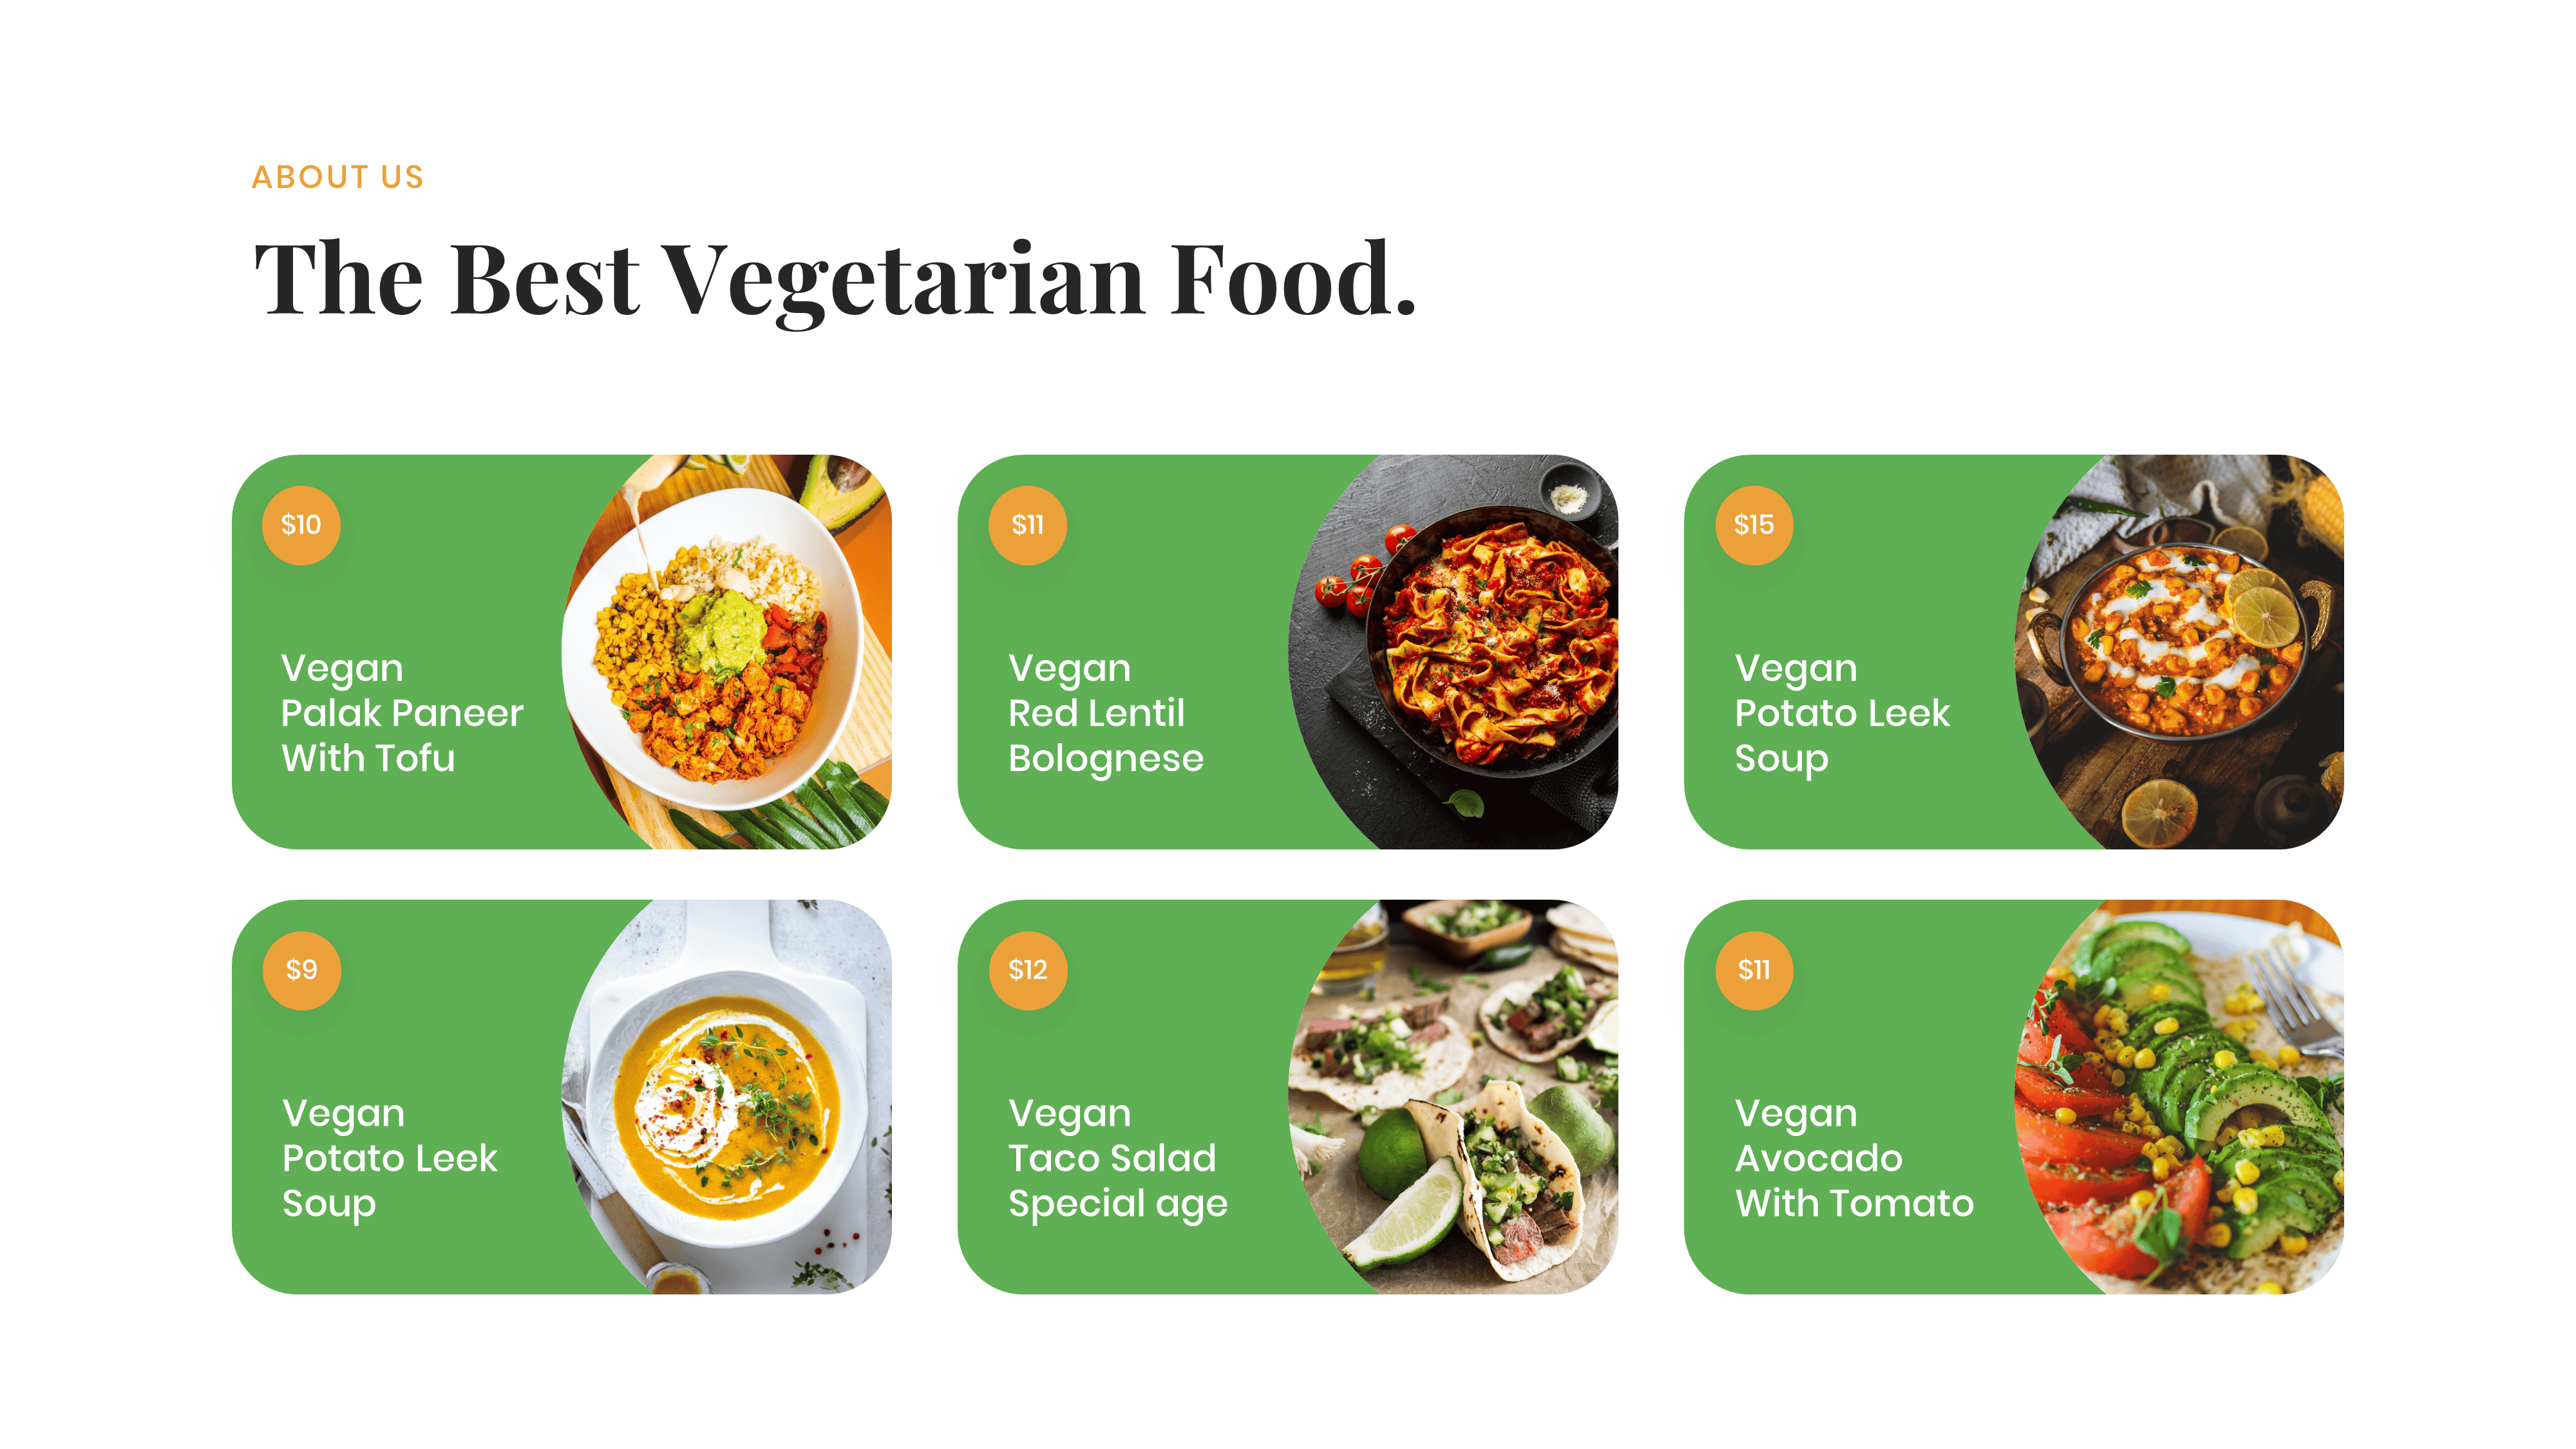 ABOUT US
The Best Vegetarian Food.
$10
Vegan
Palak Paneer
With Tofu
$11
Vegan
Red Lentil
Bolognese
$15
Vegan
Potato Leek
Soup
$9
Vegan
Potato Leek
Soup
$12
Vegan
Taco Salad
Special age
$11
Vegan
Avocado
With Tomato